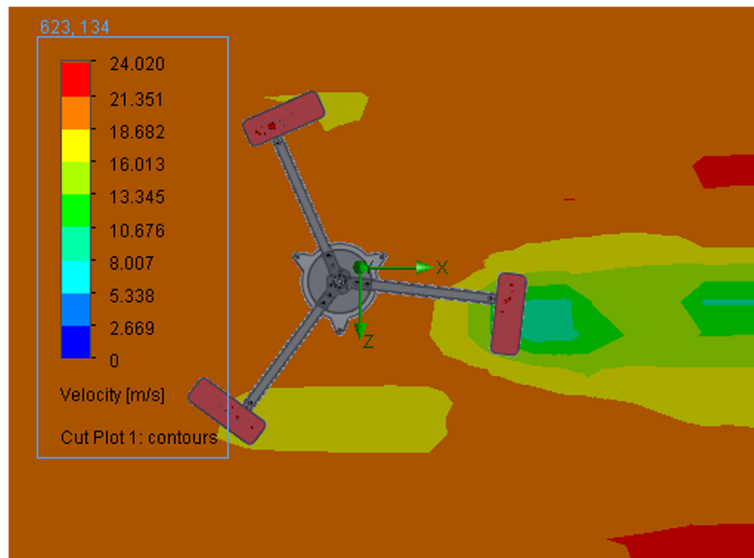 623, 134
24.020
21.351
18.682
16.013
13.345
10.676
8.007
5.338
2.669
0
Velocity [m/s]
Cut Plot 1: contours
X
Z